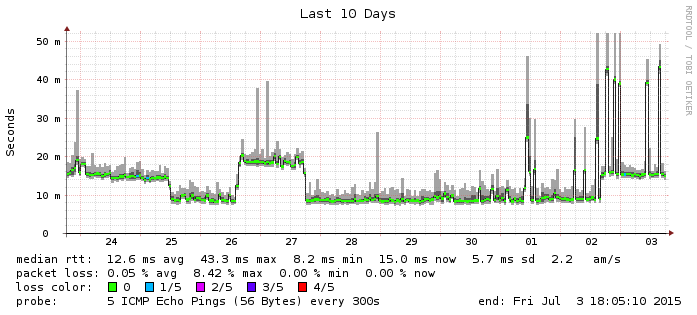 Last 10 Days
RRDTOOL / TOBI OETIKER
Seconds
50 m
40 m
30 m
20 m
10 m
0
24 25 26 27 28 29 30 01 02 03
median rtt: 12.6 ms avg 43.3 ms max 8.2 ms min 15.0 ms now 5.7 ms sd 2.2 am/s
packet loss: 0.05 % avg 8.42 % max 0.00 % min 0.00 % now
loss color: 0 1/5 2/5 3/5 4/5
probe: 5 ICMP Echo Pings (56 Bytes) every 300s end: Fri Jul 3 18:05:10 2015